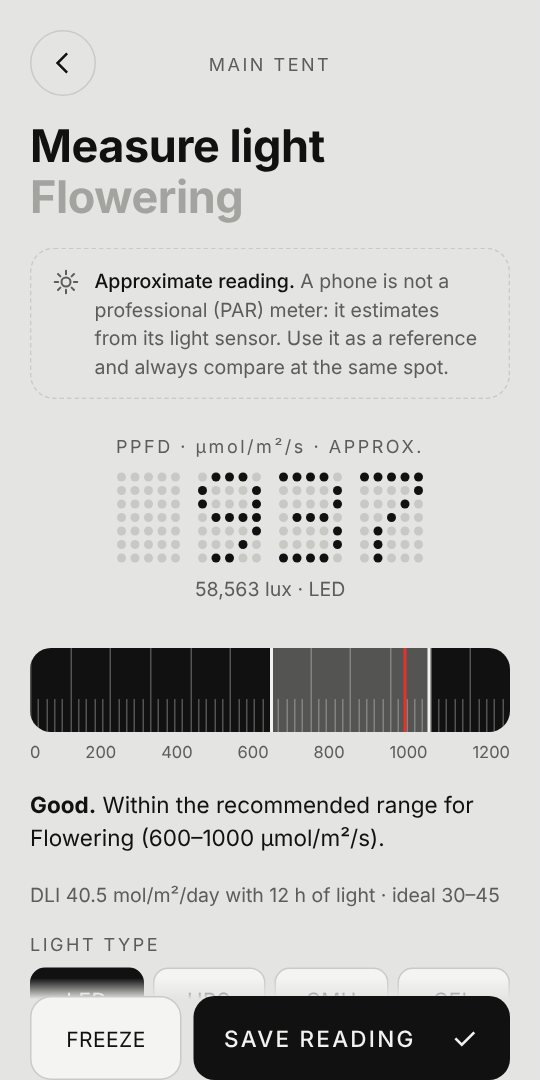 MAIN TENT
Measure light
Flowering
Approximate reading. A phone is not a
professional (PAR) meter: it estimates
from its light sensor. Use it as a reference
and always compare at the same spot.
PPFD · µmol/m²/s · APPROX.
937
58,563 lux · LED
0 200 400 600 800 1000 1200
Good. Within the recommended range for
Flowering (600–1000 µmol/m²/s).
DLI 40.5 mol/m²/day with 12 h of light · ideal 30–45
LIGHT TYPE
FREEZE
SAVE READING